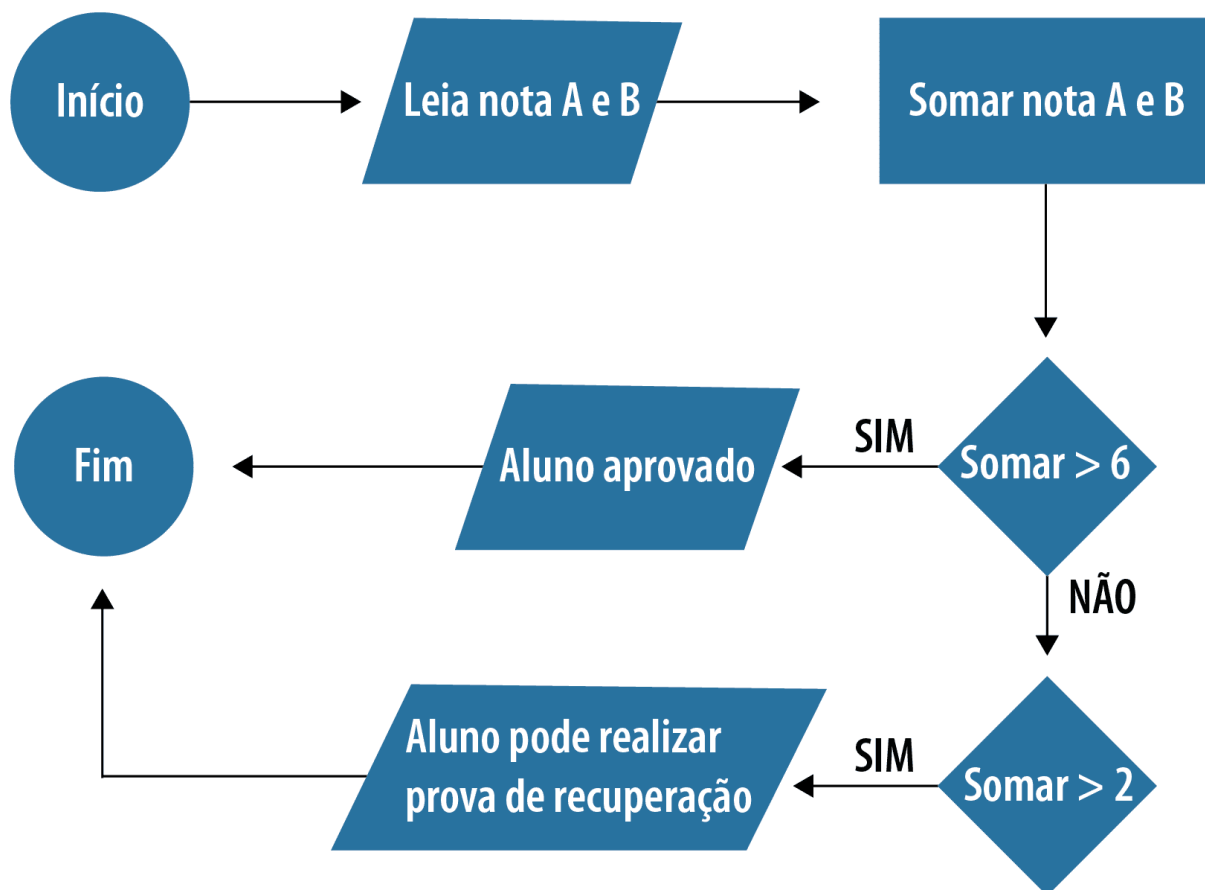 Início
Leia nota A e B
Somar nota A e B
Somar > 6
SIM
Aluno aprovado
Fim
NÃO
Somar > 2
SIM
Aluno pode realizar
prova de recuperação